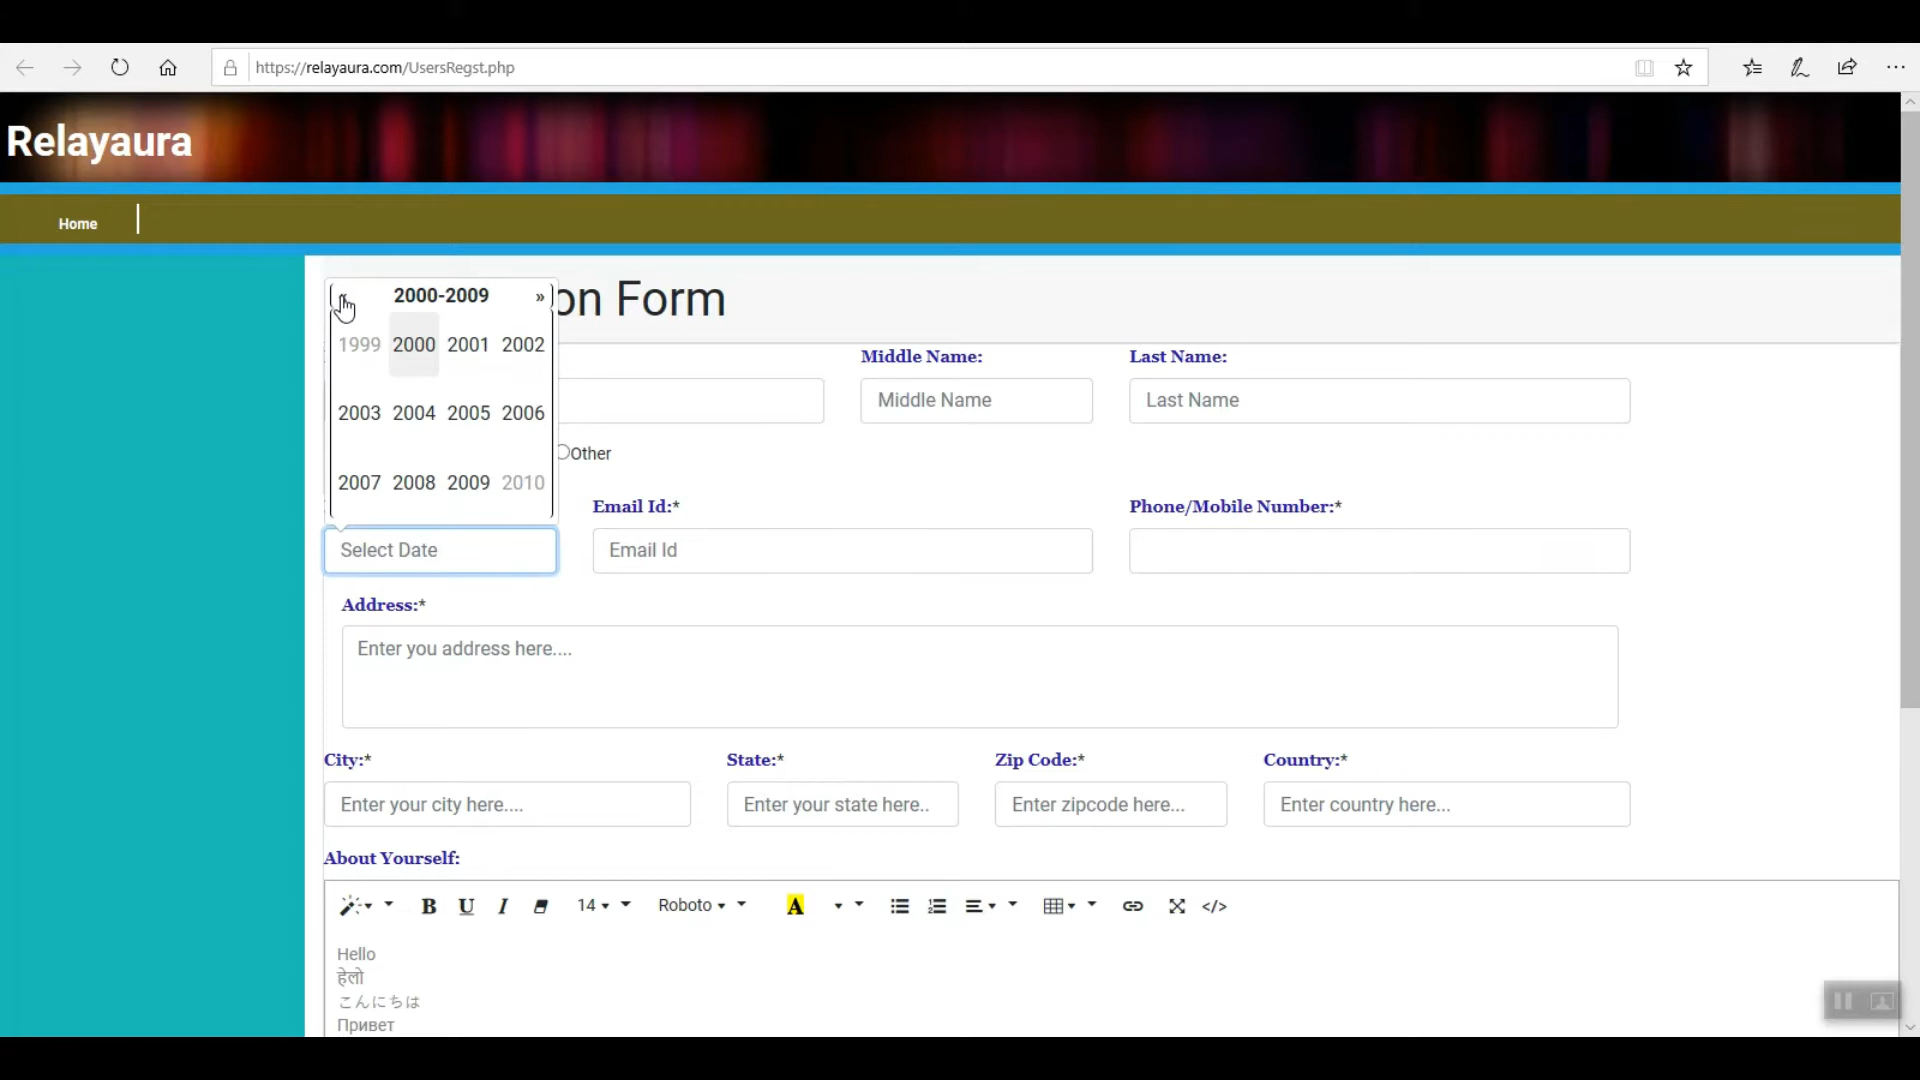 https://relayaura.com/UsersRegst.php
Relayaura
Home
on Form
« 2000-2009 »
1999 2000 2001 2002
2003 2004 2005 2006
2007 2008 2009 2010
Middle Name: Last Name:
Middle Name Last Name
Other
Email Id:* Phone/Mobile Number:*
Select Date Email Id
Address:*
Enter you address here....
City:* State:* Zip Code:* Country:*
Enter your city here.... Enter your state here.. Enter zipcode here... Enter country here...
About Yourself:
B U I 14 Roboto A </>
Hello
हेलो
こんにちは
Привет